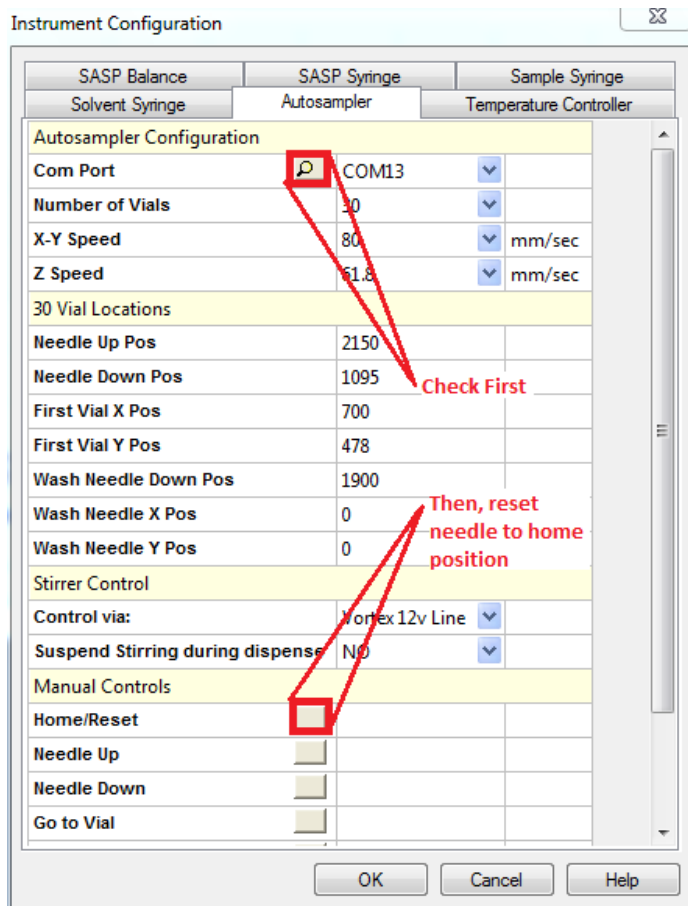 Instrument Configuration
SASP Balance SASP Syringe Sample Syringe
Solvent Syringe Autosampler Temperature Controller
Autosampler Configuration
Com Port COM13
Number of Vials 30
X-Y Speed 80 mm/sec
Z Speed 61.8 mm/sec
30 Vial Locations
Needle Up Pos 2150
Needle Down Pos 1095
Check First
First Vial X Pos 700
First Vial Y Pos 478
Wash Needle Down Pos 1900
Then, reset
needle to home
position
Wash Needle X Pos 0
Wash Needle Y Pos 0
Stirrer Control
Control via: Vortex 12v Line
Suspend Stirring during dispense NO
Manual Controls
Home/Reset
Needle Up
Needle Down
Go to Vial
OK Cancel Help